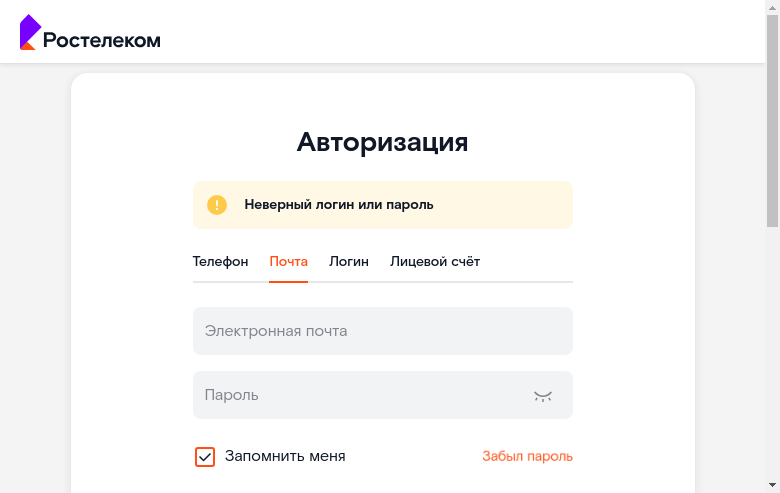 Ростелеком
Авторизация
Неверный логин или пароль
Телефон Почта Логин Лицевой счёт
Электронная почта
Пароль
Запомнить меня Забыл пароль